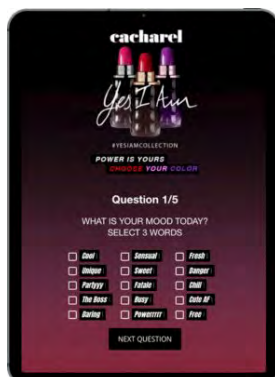 cacharel
Yes I Am
#YESIAMCOLLECTION
POWER IS YOURS
CHOOSE YOUR COLOR
Question 1/5
WHAT IS YOUR MOOD TODAY?
SELECT 3 WORDS
Cool Sensual Fresh
Unique Sweet Danger
Partyyy Fatale Chill
The Boss Busy Cute AF
Daring Powerrrr Free
NEXT QUESTION